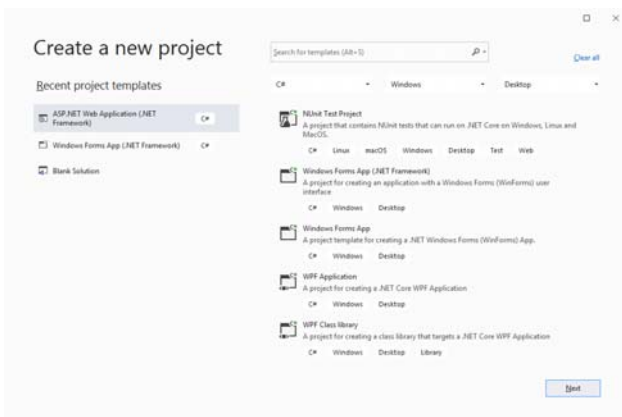 Create a new project
Search for templates (Alt+S)
Clear all
Recent project templates
ASP.NET Web Application (.NET
Framework)
C#
Windows Forms App (.NET Framework)
C#
Blank Solution
C#
Windows
Desktop
NUnit Test Project
A project that contains NUnit tests that can run on .NET Core on Windows, Linux and
MacOS.
C# Linux macOS Windows Desktop Test Web
Windows Forms App (.NET Framework)
A project for creating an application with a Windows Forms (WinForms) user
interface
C# Windows Desktop
Windows Forms App
A project template for creating a .NET Windows Forms (WinForms) App.
C# Windows Desktop
WPF Application
A project for creating a .NET Core WPF Application
C# Windows Desktop
WPF Class library
A project for creating a class library that targets a .NET Core WPF Application
C# Windows Desktop Library
Next